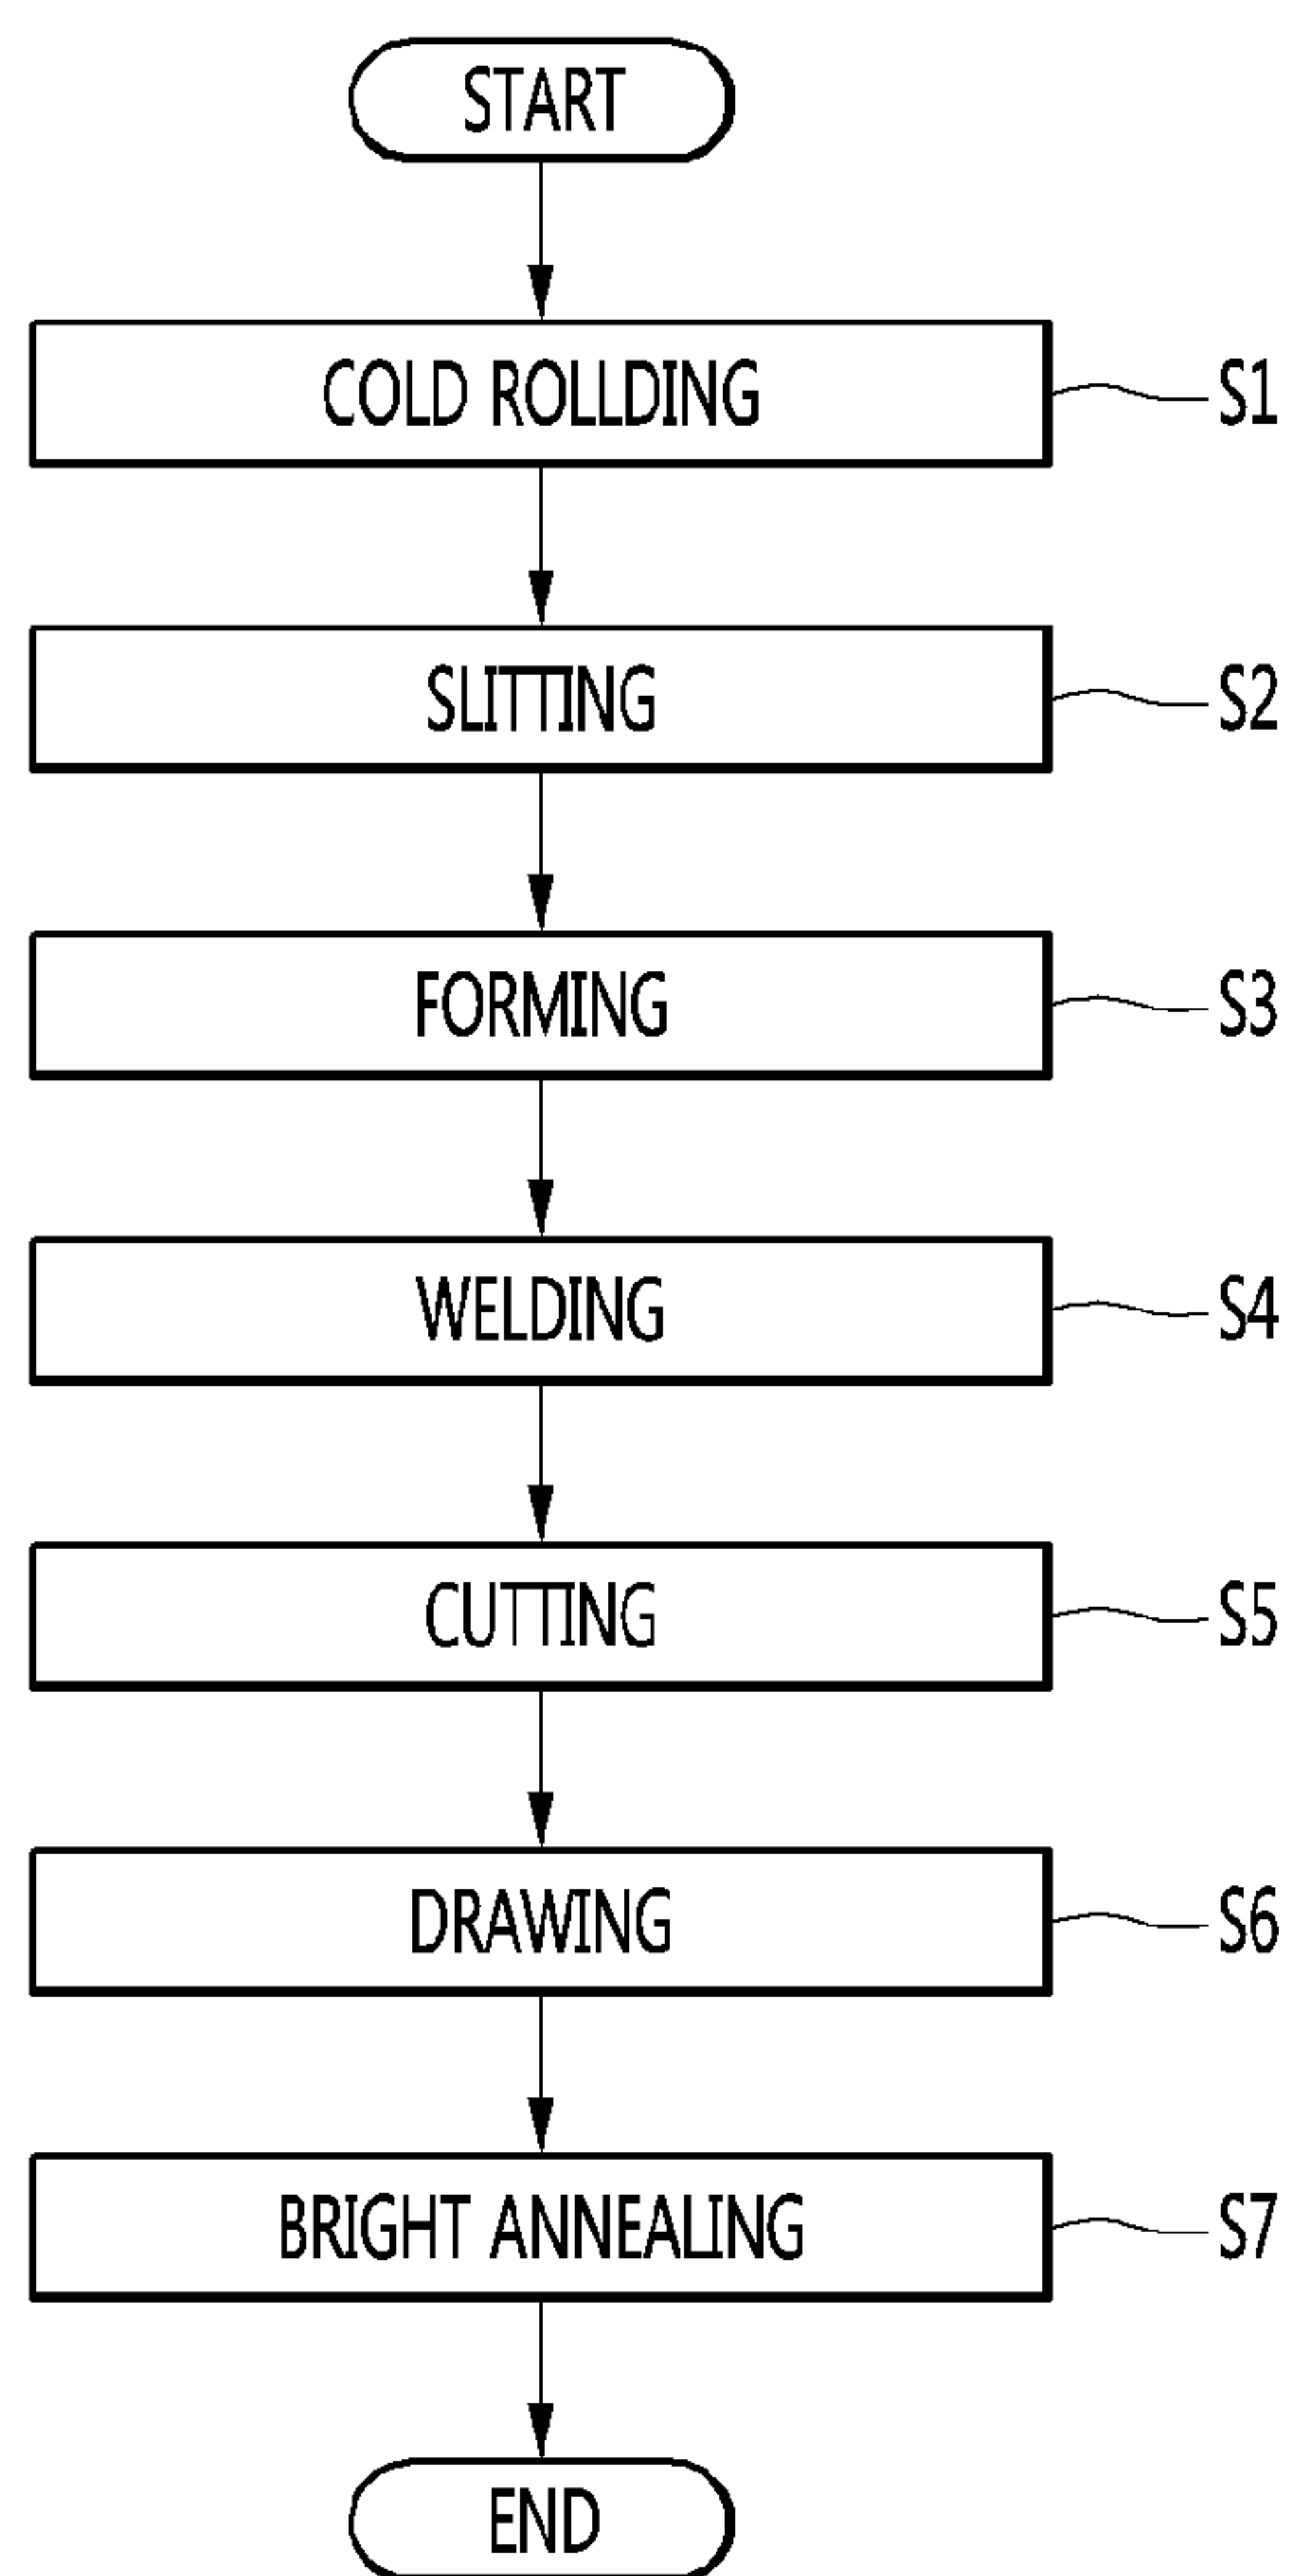 START
COLD ROLLDING S1
SLITTING S2
FORMING S3
WELDING S4
CUTTING S5
DRAWING S6
BRIGHT ANNEALING S7
END